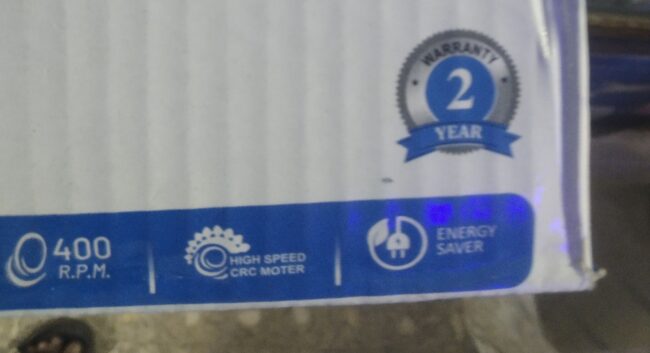 WARRANTY
2
YEAR
400
R.P.M.
HIGH SPEED
CRC MOTER
ENERGY
SAVER